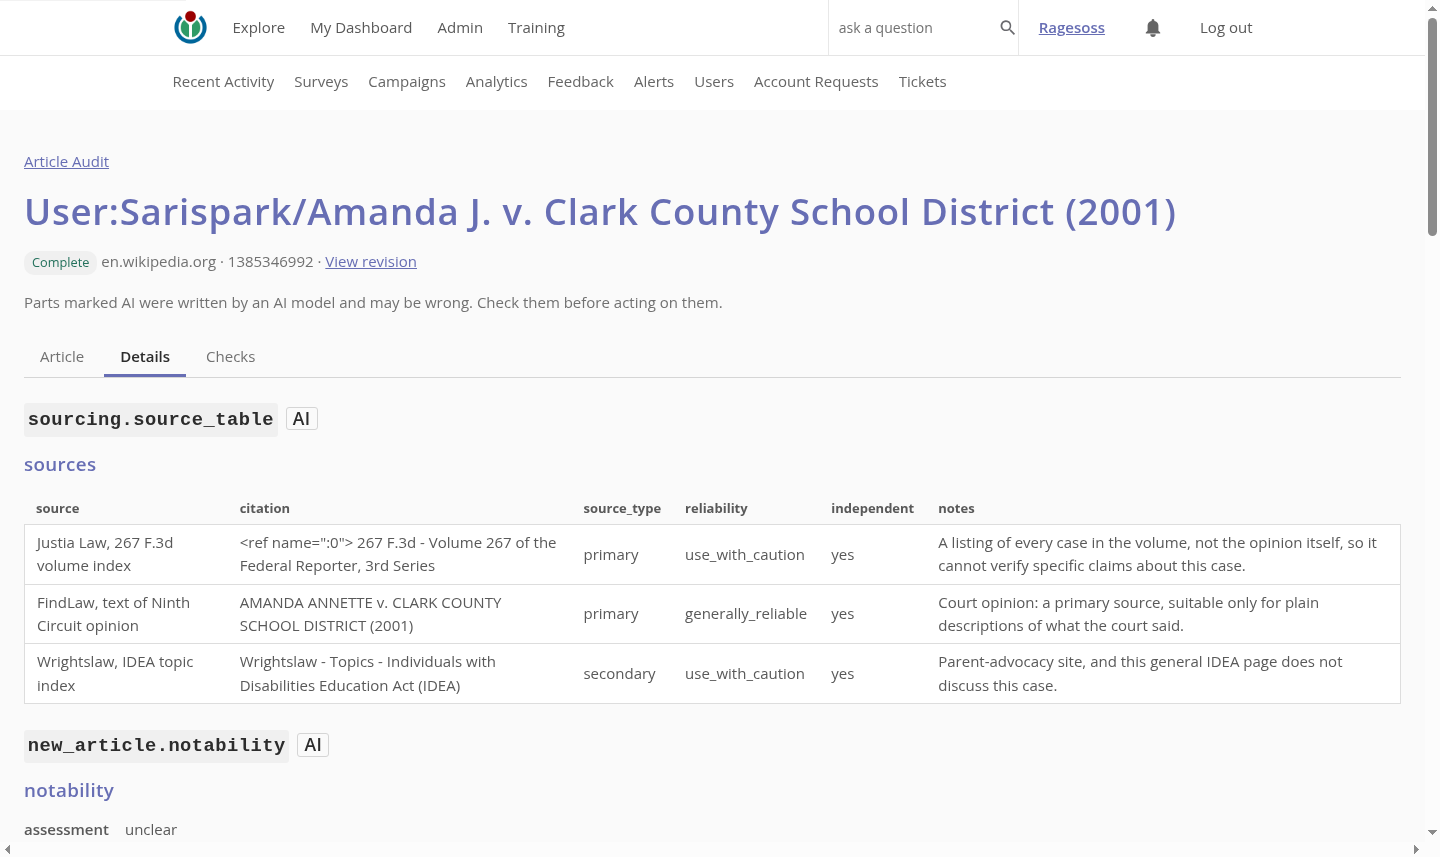 Explore My Dashboard Admin Training ask a question Ragesoss Log out
Recent Activity Surveys Campaigns Analytics Feedback Alerts Users Account Requests Tickets
Article Audit
User:Sarispark/Amanda J. v. Clark County School District (2001)
Complete en.wikipedia.org · 1385346992 · View revision
Parts marked AI were written by an AI model and may be wrong. Check them before acting on them.
Article Details Checks
sourcing.source_table AI
sources
source citation source_type reliability independent notes
Justia Law, 267 F.3d volume index <ref name=":0"> 267 F.3d - Volume 267 of the Federal Reporter, 3rd Series primary use_with_caution yes A listing of every case in the volume, not the opinion itself, so it cannot verify specific claims about this case.
FindLaw, text of Ninth Circuit opinion AMANDA ANNETTE v. CLARK COUNTY SCHOOL DISTRICT (2001) primary generally_reliable yes Court opinion: a primary source, suitable only for plain descriptions of what the court said.
Wrightslaw, IDEA topic index Wrightslaw - Topics - Individuals with Disabilities Education Act (IDEA) secondary use_with_caution yes Parent-advocacy site, and this general IDEA page does not discuss this case.
new_article.notability AI
notability
assessment unclear